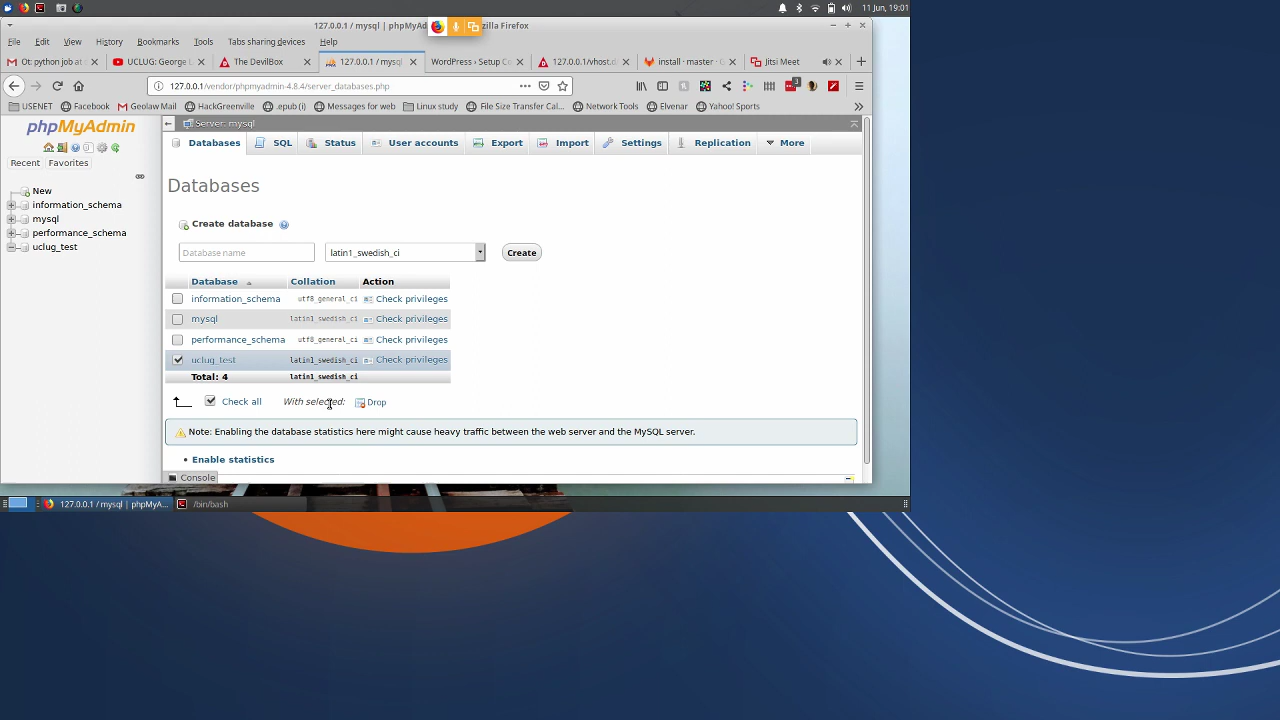 11 Jun, 19:01
127.0.0.1 / mysql | phpMyAd
zilla Firefox
File Edit View History Bookmarks Tools Tabs sharing devices Help
Ot: python job at
UCLUG: George L
The DevilBox
127.0.0.1 / mysql
WordPress › Setup C
127.0.0.1/vhost.d
install · master · G
Jitsi Meet
127.0.0.1/vendor/phpmyadmin-4.8.4/server_databases.php
3
USENET Facebook Geolaw Mail HackGreenville epub (i) Messages for web Linux study File Size Transfer Cal... Network Tools Elvenar Yahoo! Sports
phpMyAdmin
Recent Favorites
New
information_schema
mysql
performance_schema
uclug_test
Server: mysql
Databases SQL Status User accounts Export Import Settings Replication More
Databases
Create database
Database name latin1_swedish_ci Create
Database Collation Action
information_schema utf8_general_ci Check privileges
mysql latin1_swedish_ci Check privileges
performance_schema utf8_general_ci Check privileges
uclug_test latin1_swedish_ci Check privileges
Total: 4 latin1_swedish_ci
Check all With selected: Drop
Note: Enabling the database statistics here might cause heavy traffic between the web server and the MySQL server.
• Enable statistics
Console
127.0.0.1 / mysql | phpMyA...
/bin/bash